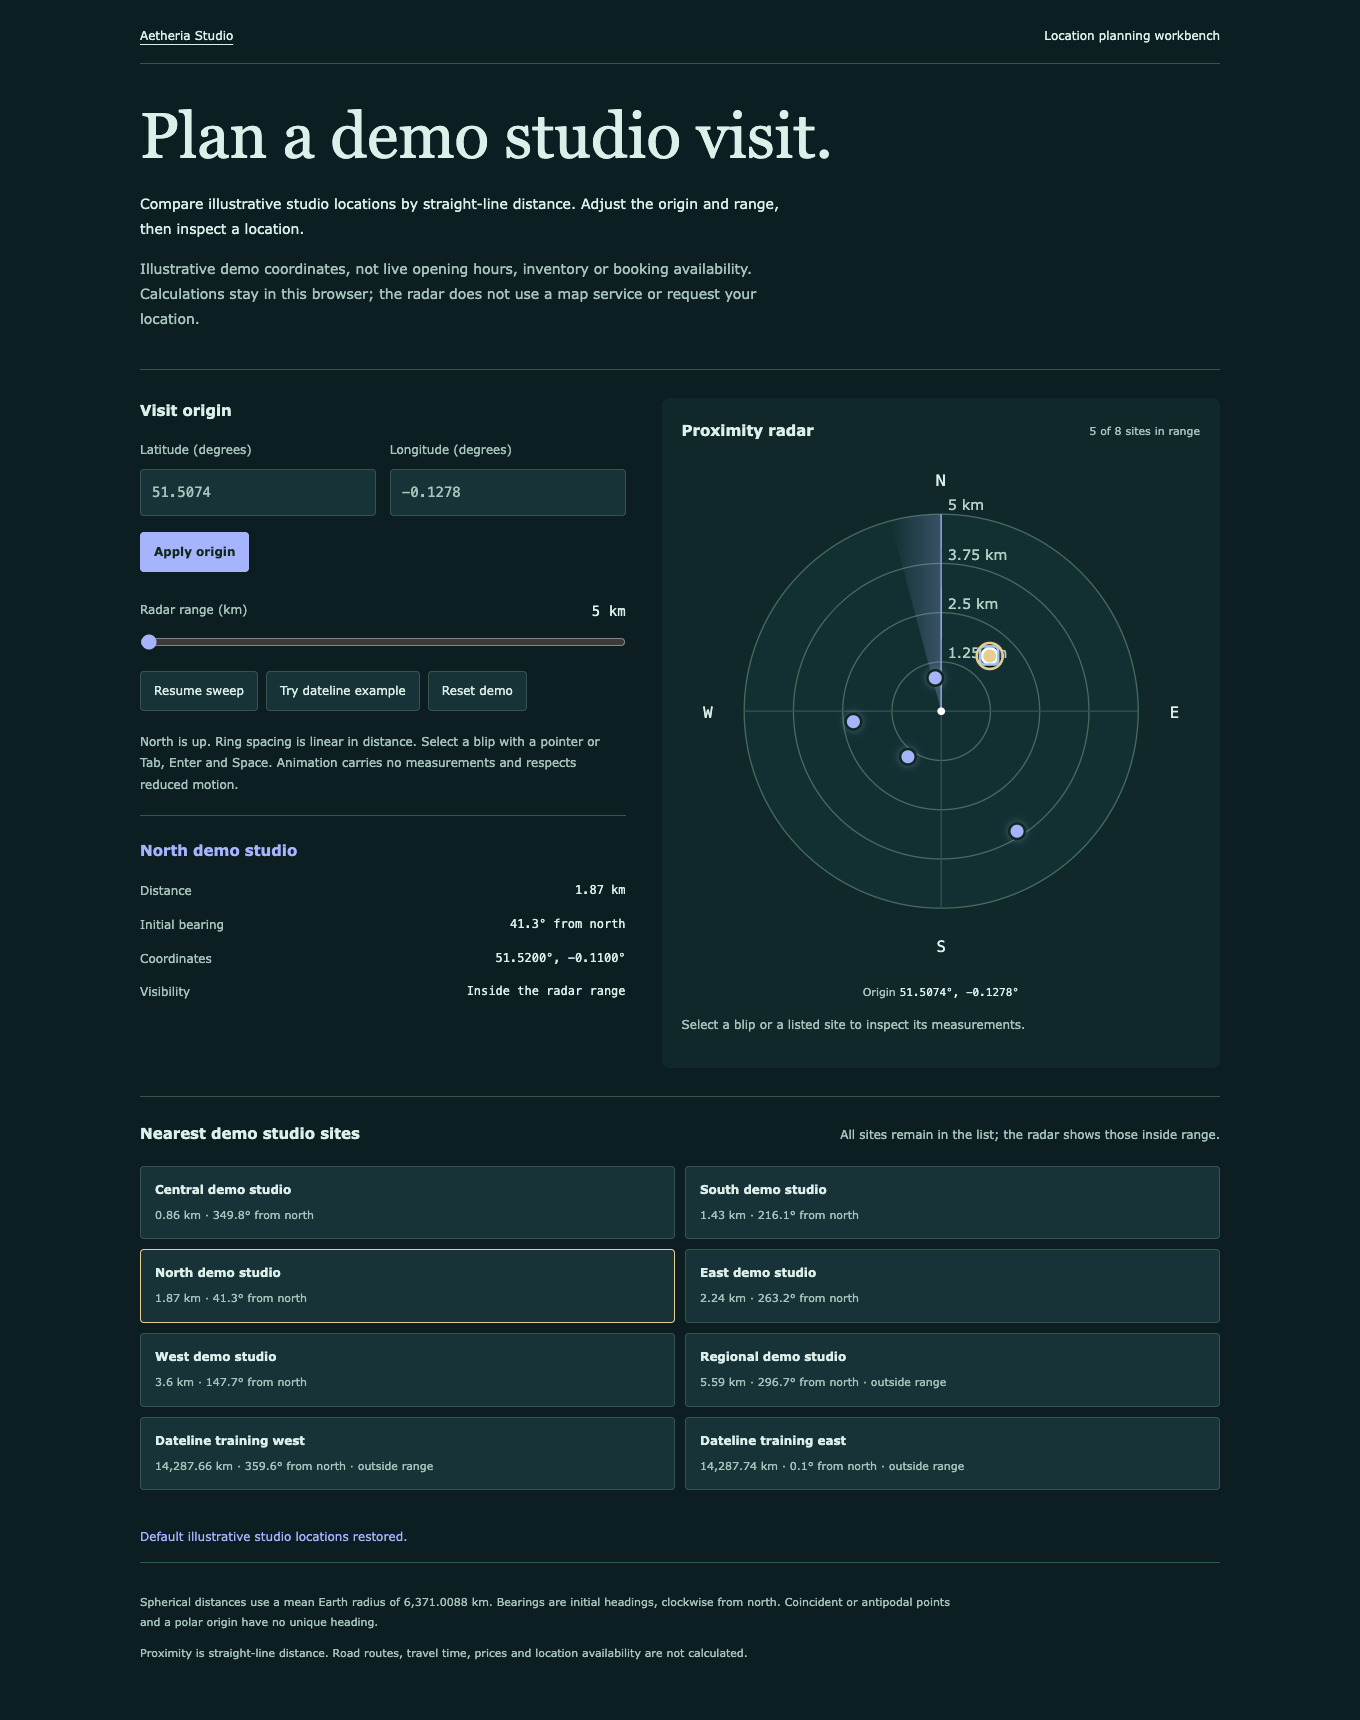 Aetheria Studio
Location planning workbench
Plan a demo studio visit.
Compare illustrative studio locations by straight-line distance. Adjust the origin and range,
then inspect a location.
Illustrative demo coordinates, not live opening hours, inventory or booking availability.
Calculations stay in this browser; the radar does not use a map service or request your
location.
Visit origin
Latitude (degrees)
Longitude (degrees)
51.5074
-0.1278
Apply origin
Radar range (km)
5 km
Resume sweep
Try dateline example
Reset demo
North is up. Ring spacing is linear in distance. Select a blip with a pointer or
Tab, Enter and Space. Animation carries no measurements and respects
reduced motion.
North demo studio
Distance
1.87 km
Initial bearing
41.3° from north
Coordinates
51.5200°, -0.1100°
Visibility
Inside the radar range
Proximity radar
5 of 8 sites in range
N
5 km
3.75 km
2.5 km
1.25
W
E
S
Origin 51.5074°, -0.1278°
Select a blip or a listed site to inspect its measurements.
Nearest demo studio sites
All sites remain in the list; the radar shows those inside range.
Central demo studio
0.86 km · 349.8° from north
South demo studio
1.43 km · 216.1° from north
North demo studio
1.87 km · 41.3° from north
East demo studio
2.24 km · 263.2° from north
West demo studio
3.6 km · 147.7° from north
Regional demo studio
5.59 km · 296.7° from north · outside range
Dateline training west
14,287.66 km · 359.6° from north · outside range
Dateline training east
14,287.74 km · 0.1° from north · outside range
Default illustrative studio locations restored.
Spherical distances use a mean Earth radius of 6,371.0088 km. Bearings are initial headings, clockwise from north. Coincident or antipodal points
and a polar origin have no unique heading.
Proximity is straight-line distance. Road routes, travel time, prices and location availability are not calculated.